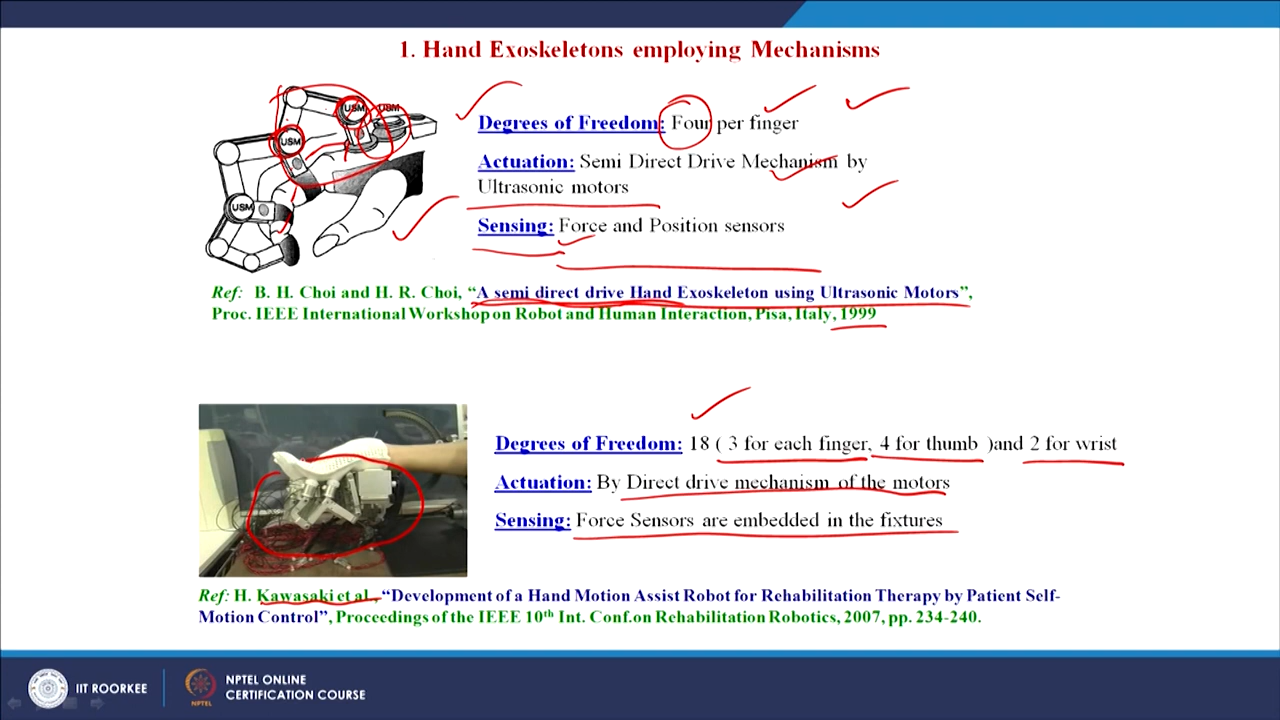 1. Hand Exoskeletons employing Mechanisms
USM
USM
USM
USM
Degrees of Freedom: Four per finger
Actuation: Semi Direct Drive Mechanism by
Ultrasonic motors
Sensing: Force and Position sensors
Ref: B. H. Choi and H. R. Choi, “A semi direct drive Hand Exoskeleton using Ultrasonic Motors”,
Proc. IEEE International Workshop on Robot and Human Interaction, Pisa, Italy, 1999
Degrees of Freedom: 18 ( 3 for each finger, 4 for thumb )and 2 for wrist
Actuation: By Direct drive mechanism of the motors
Sensing: Force Sensors are embedded in the fixtures
Ref: H. Kawasaki et al., “Development of a Hand Motion Assist Robot for Rehabilitation Therapy by Patient Self-
Motion Control”, Proceedings of the IEEE 10th Int. Conf.on Rehabilitation Robotics, 2007, pp. 234-240.
IIT ROORKEE
NPTEL ONLINE
CERTIFICATION COURSE
NPTEL